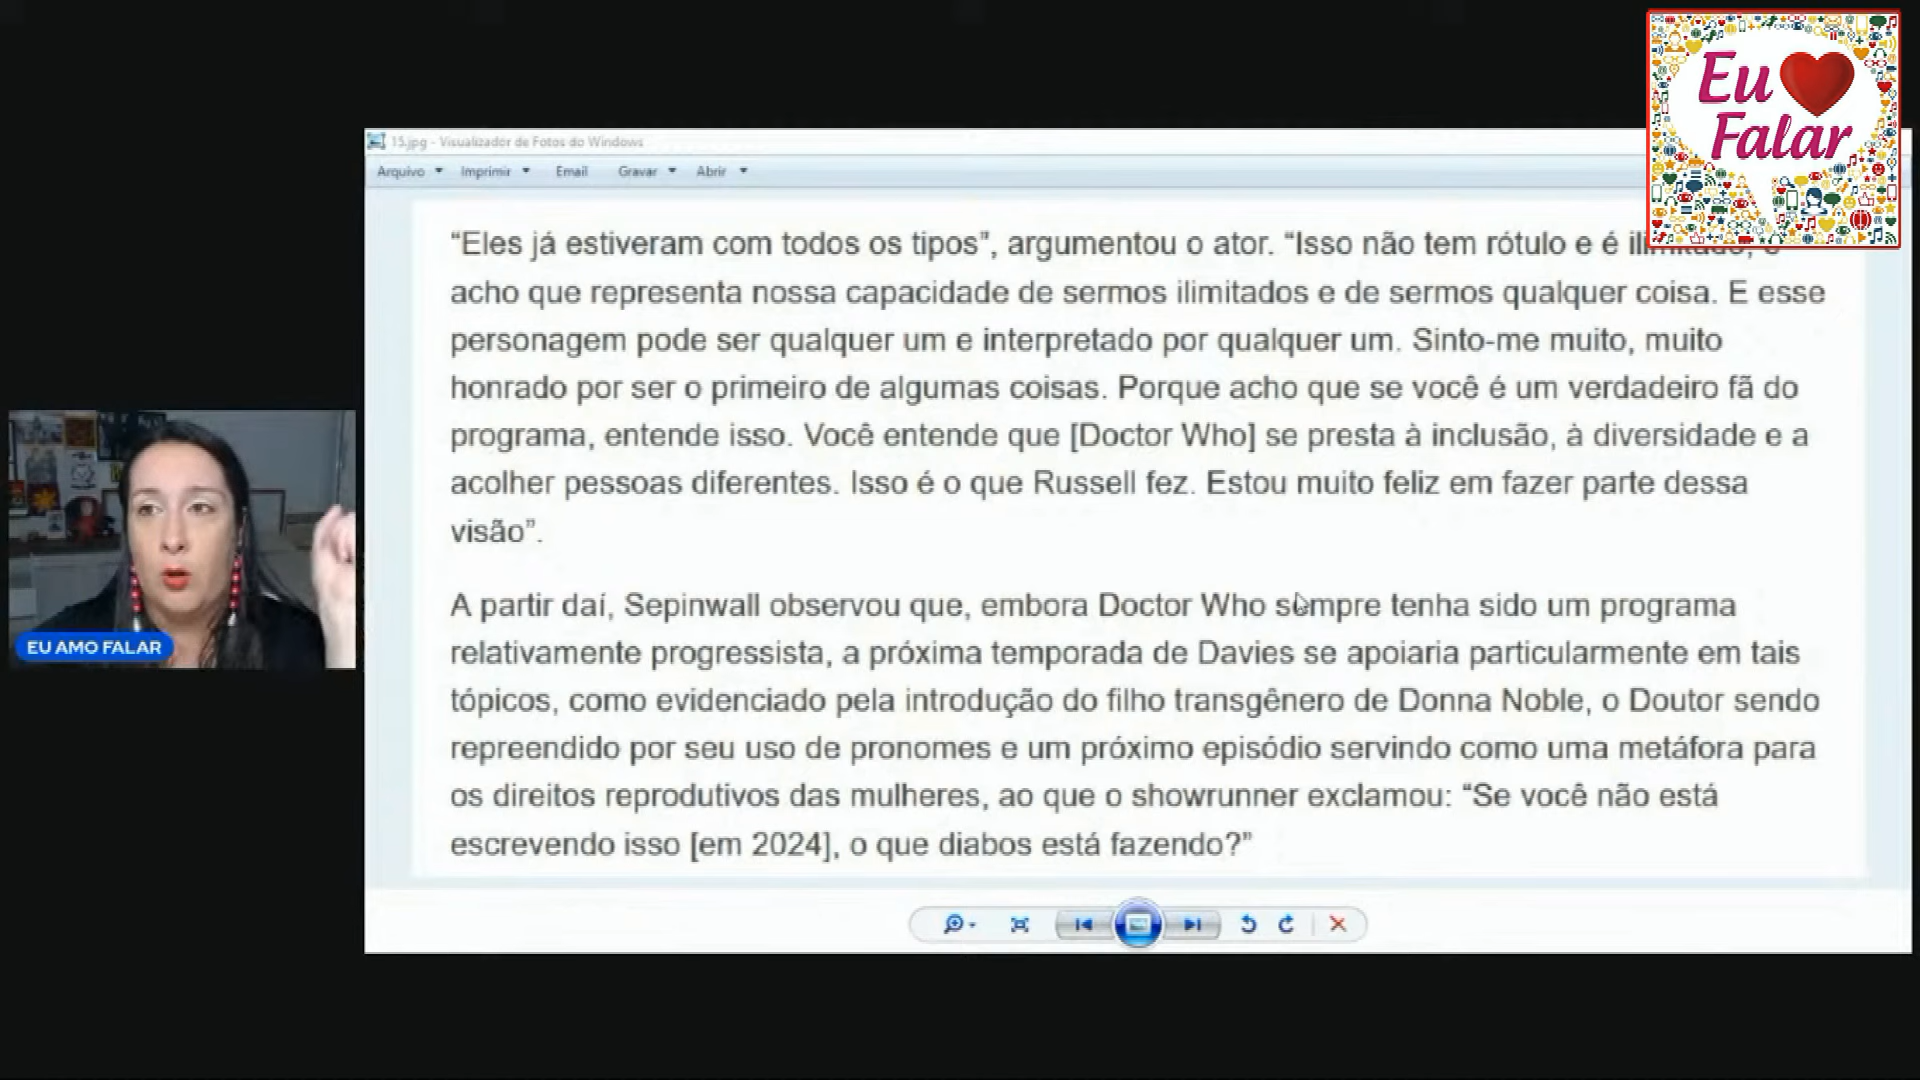 Eu
Falar
15.jpg - Visualizador de Fotos do Windows
Arquivo Imprimir Email Gravar Abrir
“Eles já estiveram com todos os tipos”, argumentou o ator. “Isso não tem rótulo e é
acho que representa nossa capacidade de sermos ilimitados e de sermos qualquer coisa. E esse
personagem pode ser qualquer um e interpretado por qualquer um. Sinto-me muito, muito
honrado por ser o primeiro de algumas coisas. Porque acho que se você é um verdadeiro fã do
programa, entende isso. Você entende que [Doctor Who] se presta à inclusão, à diversidade e a
acolher pessoas diferentes. Isso é o que Russell fez. Estou muito feliz em fazer parte dessa
visão”.
A partir daí, Sepinwall observou que, embora Doctor Who sempre tenha sido um programa
relativamente progressista, a próxima temporada de Davies se apoiaria particularmente em tais
tópicos, como evidenciado pela introdução do filho transgênero de Donna Noble, o Doutor sendo
repreendido por seu uso de pronomes e um próximo episódio servindo como uma metáfora para
os direitos reprodutivos das mulheres, ao que o showrunner exclamou: “Se você não está
escrevendo isso [em 2024], o que diabos está fazendo?”
EU AMO FALAR